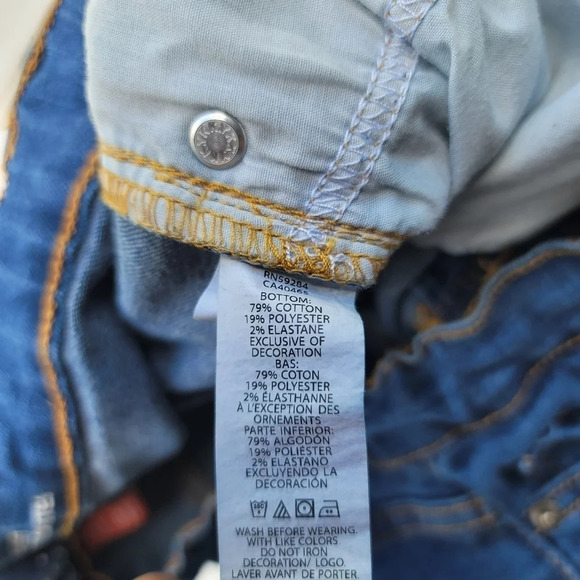 RN59284
CA40465
BOTTOM:
79% COTTON
19% POLYESTER
2% ELASTANE
EXCLUSIVE OF
DECORATION
BAS:
79% COTON
19% POLYESTER
2% ÉLASTHANNE
À L'EXCEPTION DES
ORNEMENTS
PARTE INFERIOR:
79% ALGODÓN
19% POLIÉSTER
2% ELASTANO
EXCLUYENDO LA
DECORACIÓN
WASH BEFORE WEARING.
WITH LIKE COLORS
DO NOT IRON
DECORATION/ LOGO.
LAVER AVANT DE PORTER.